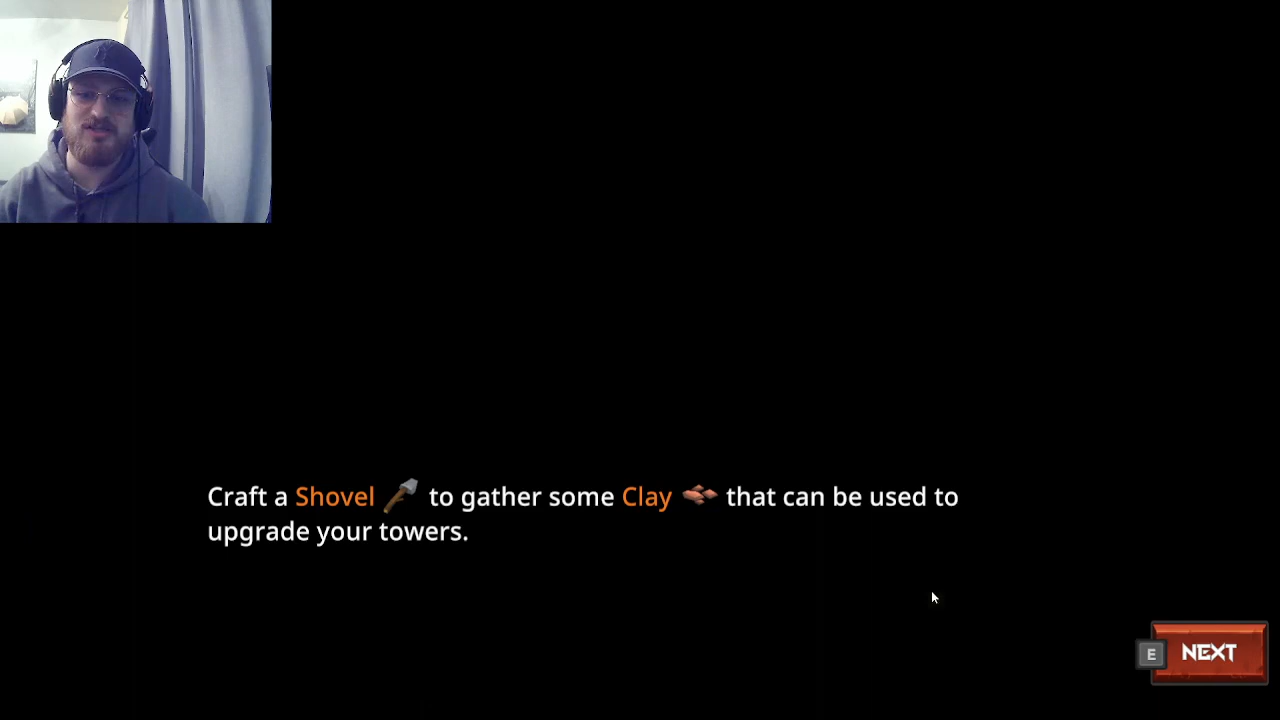 Craft a Shovel to gather some Clay that can be used to
upgrade your towers.
E NEXT